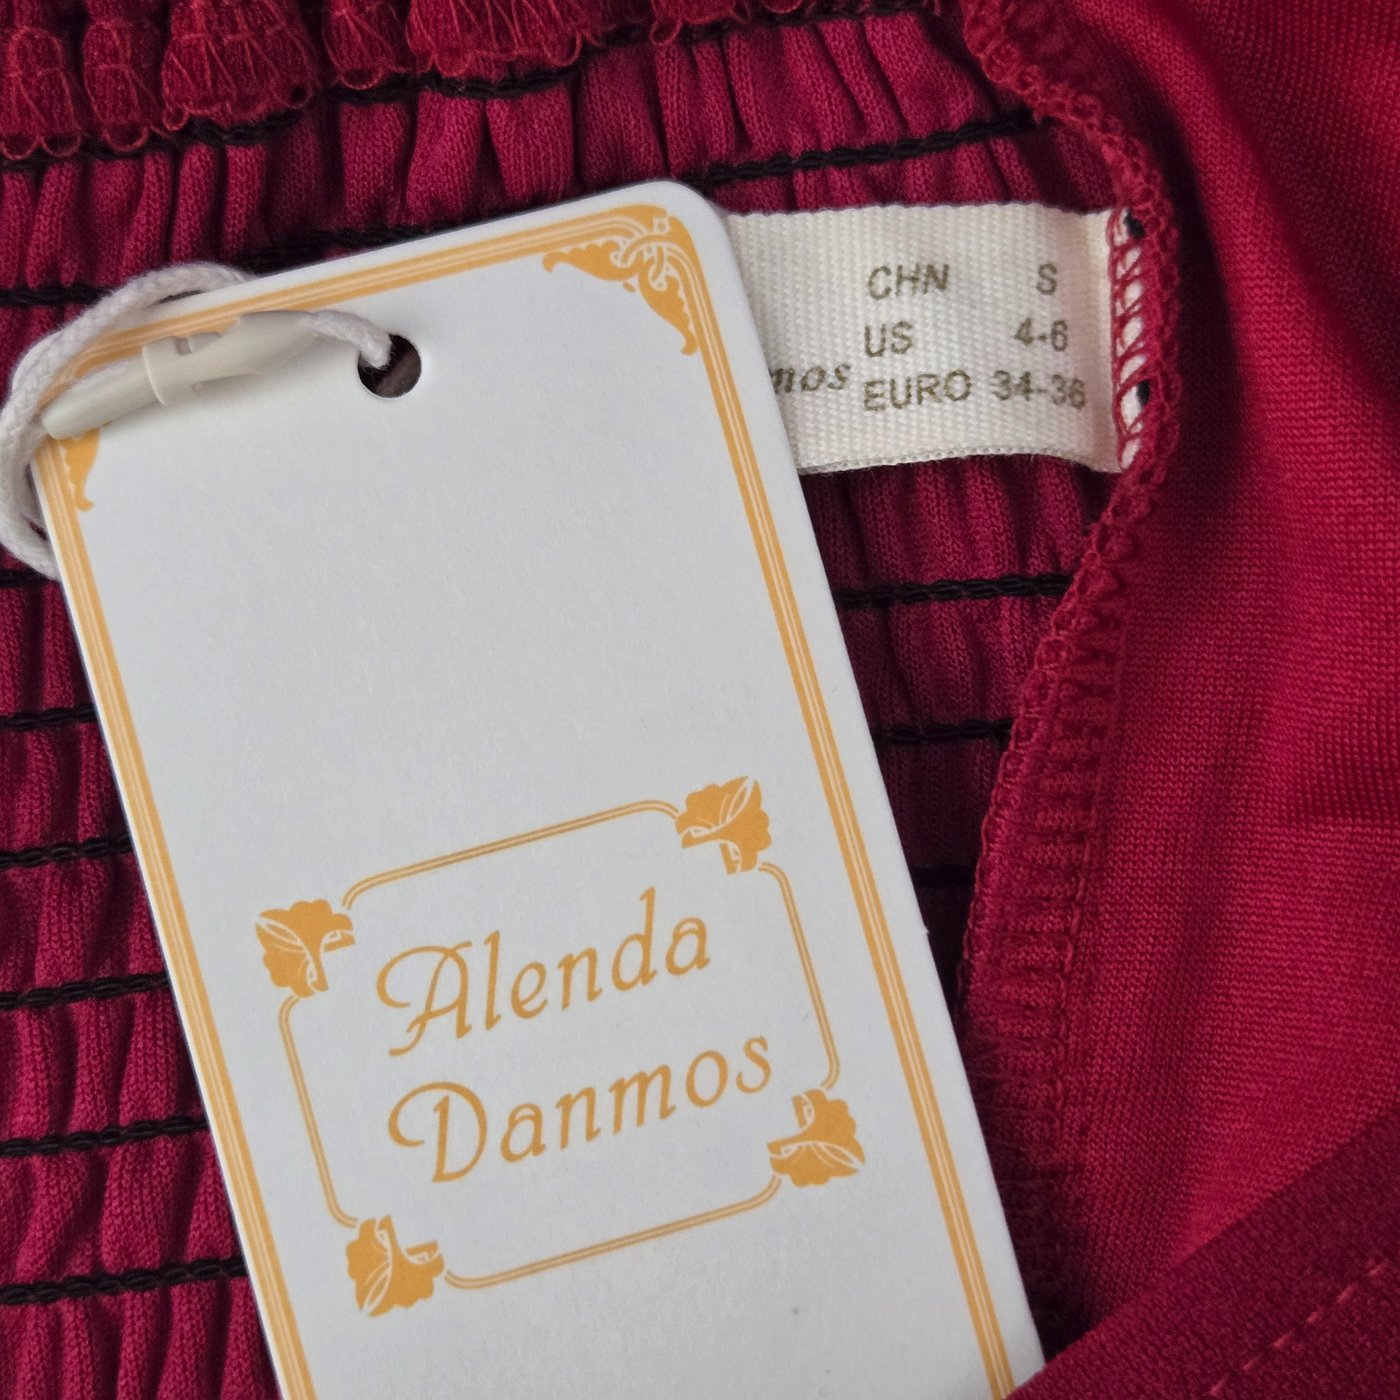 CHN S
US 4-6
EURO 34-36
Alenda
Danmos